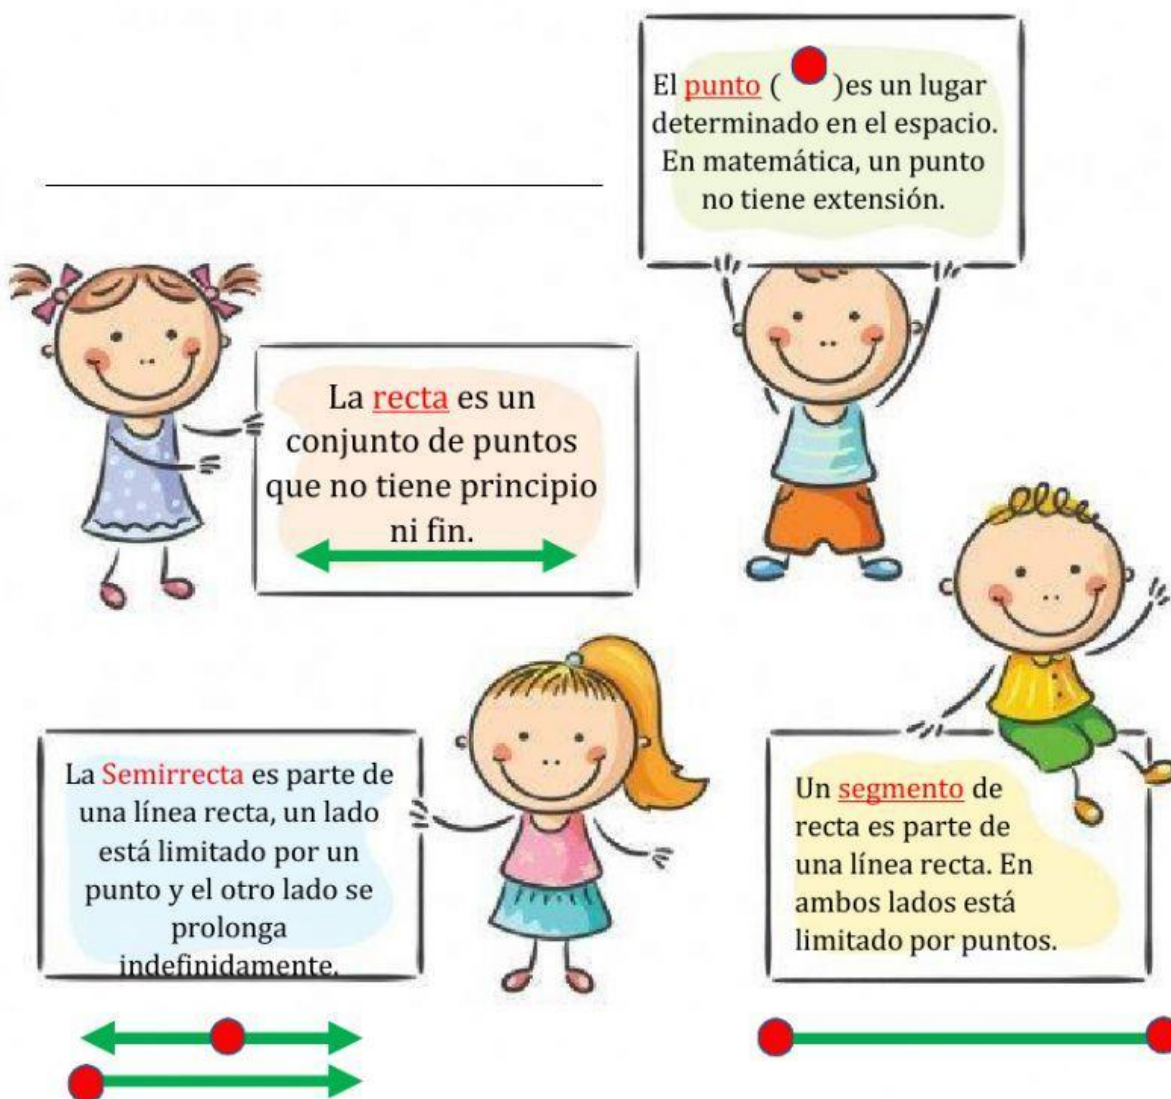 El punto ( )es un lugar
determinado en el espacio.
En matemática, un punto
no tiene extensión.
La recta es un
conjunto de puntos
que no tiene principio
ni fin.
La Semirrecta es parte de
una línea recta, un lado
está limitado por un
punto y el otro lado se
prolonga
indefinidamente.
Un segmento de
recta es parte de
una línea recta. En
ambos lados está
limitado por puntos.